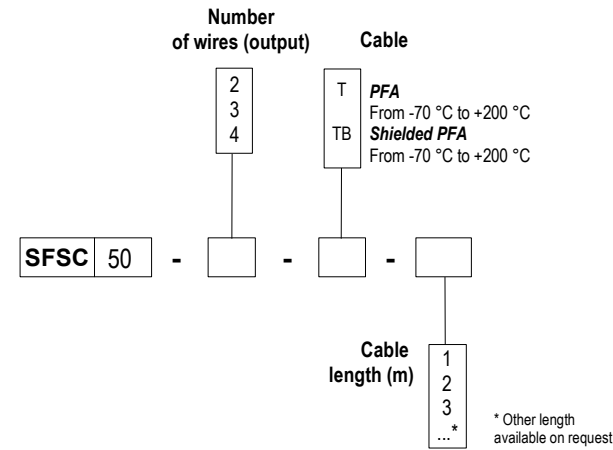 Number
of wires (output)
Cable
2
3
4
T
PFA
From -70 °C to +200 °C
TB
Shielded PFA
From -70 °C to +200 °C
SFSC 50 - - -
Cable
length (m)
1
2
3
...*
* Other length
available on request